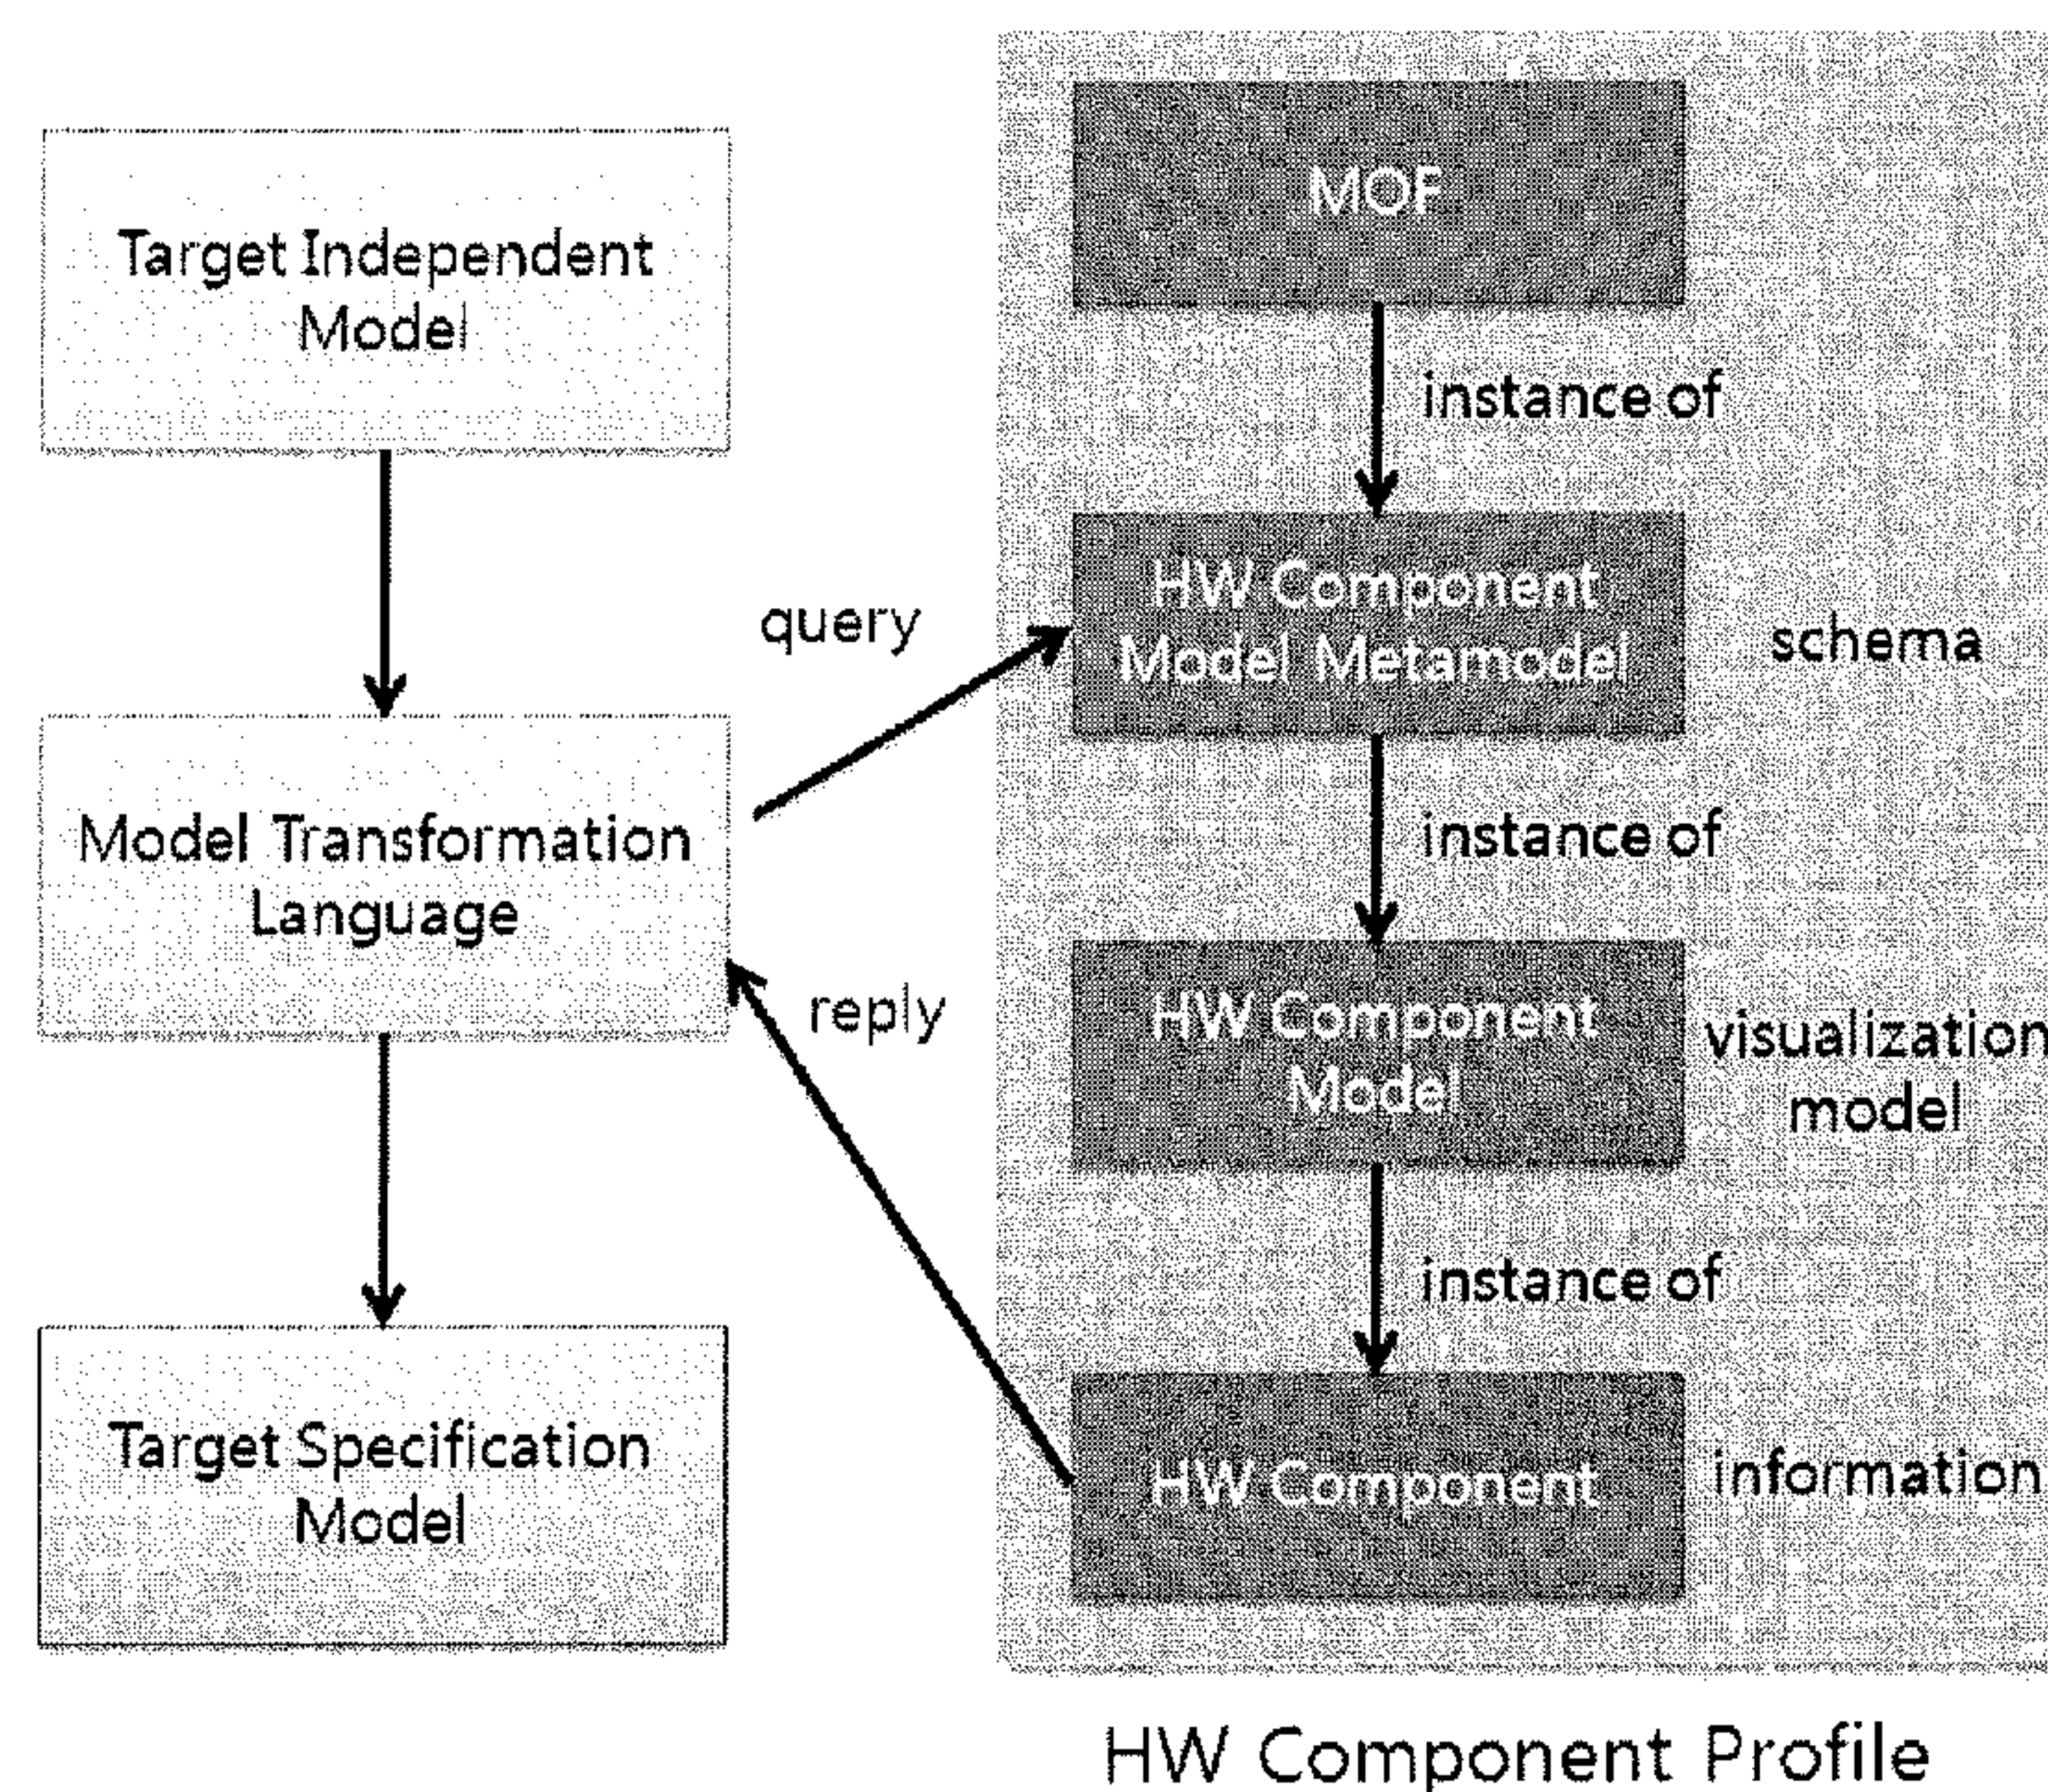 Target Independent
Model
Model Transformation
Language
Target Specification
Model
query
reply
MOF
instance of
HW Component
Model Metamodel
schema
instance of
HW Component
Model
visualization
model
instance of
HW Component
information
HW Component Profile